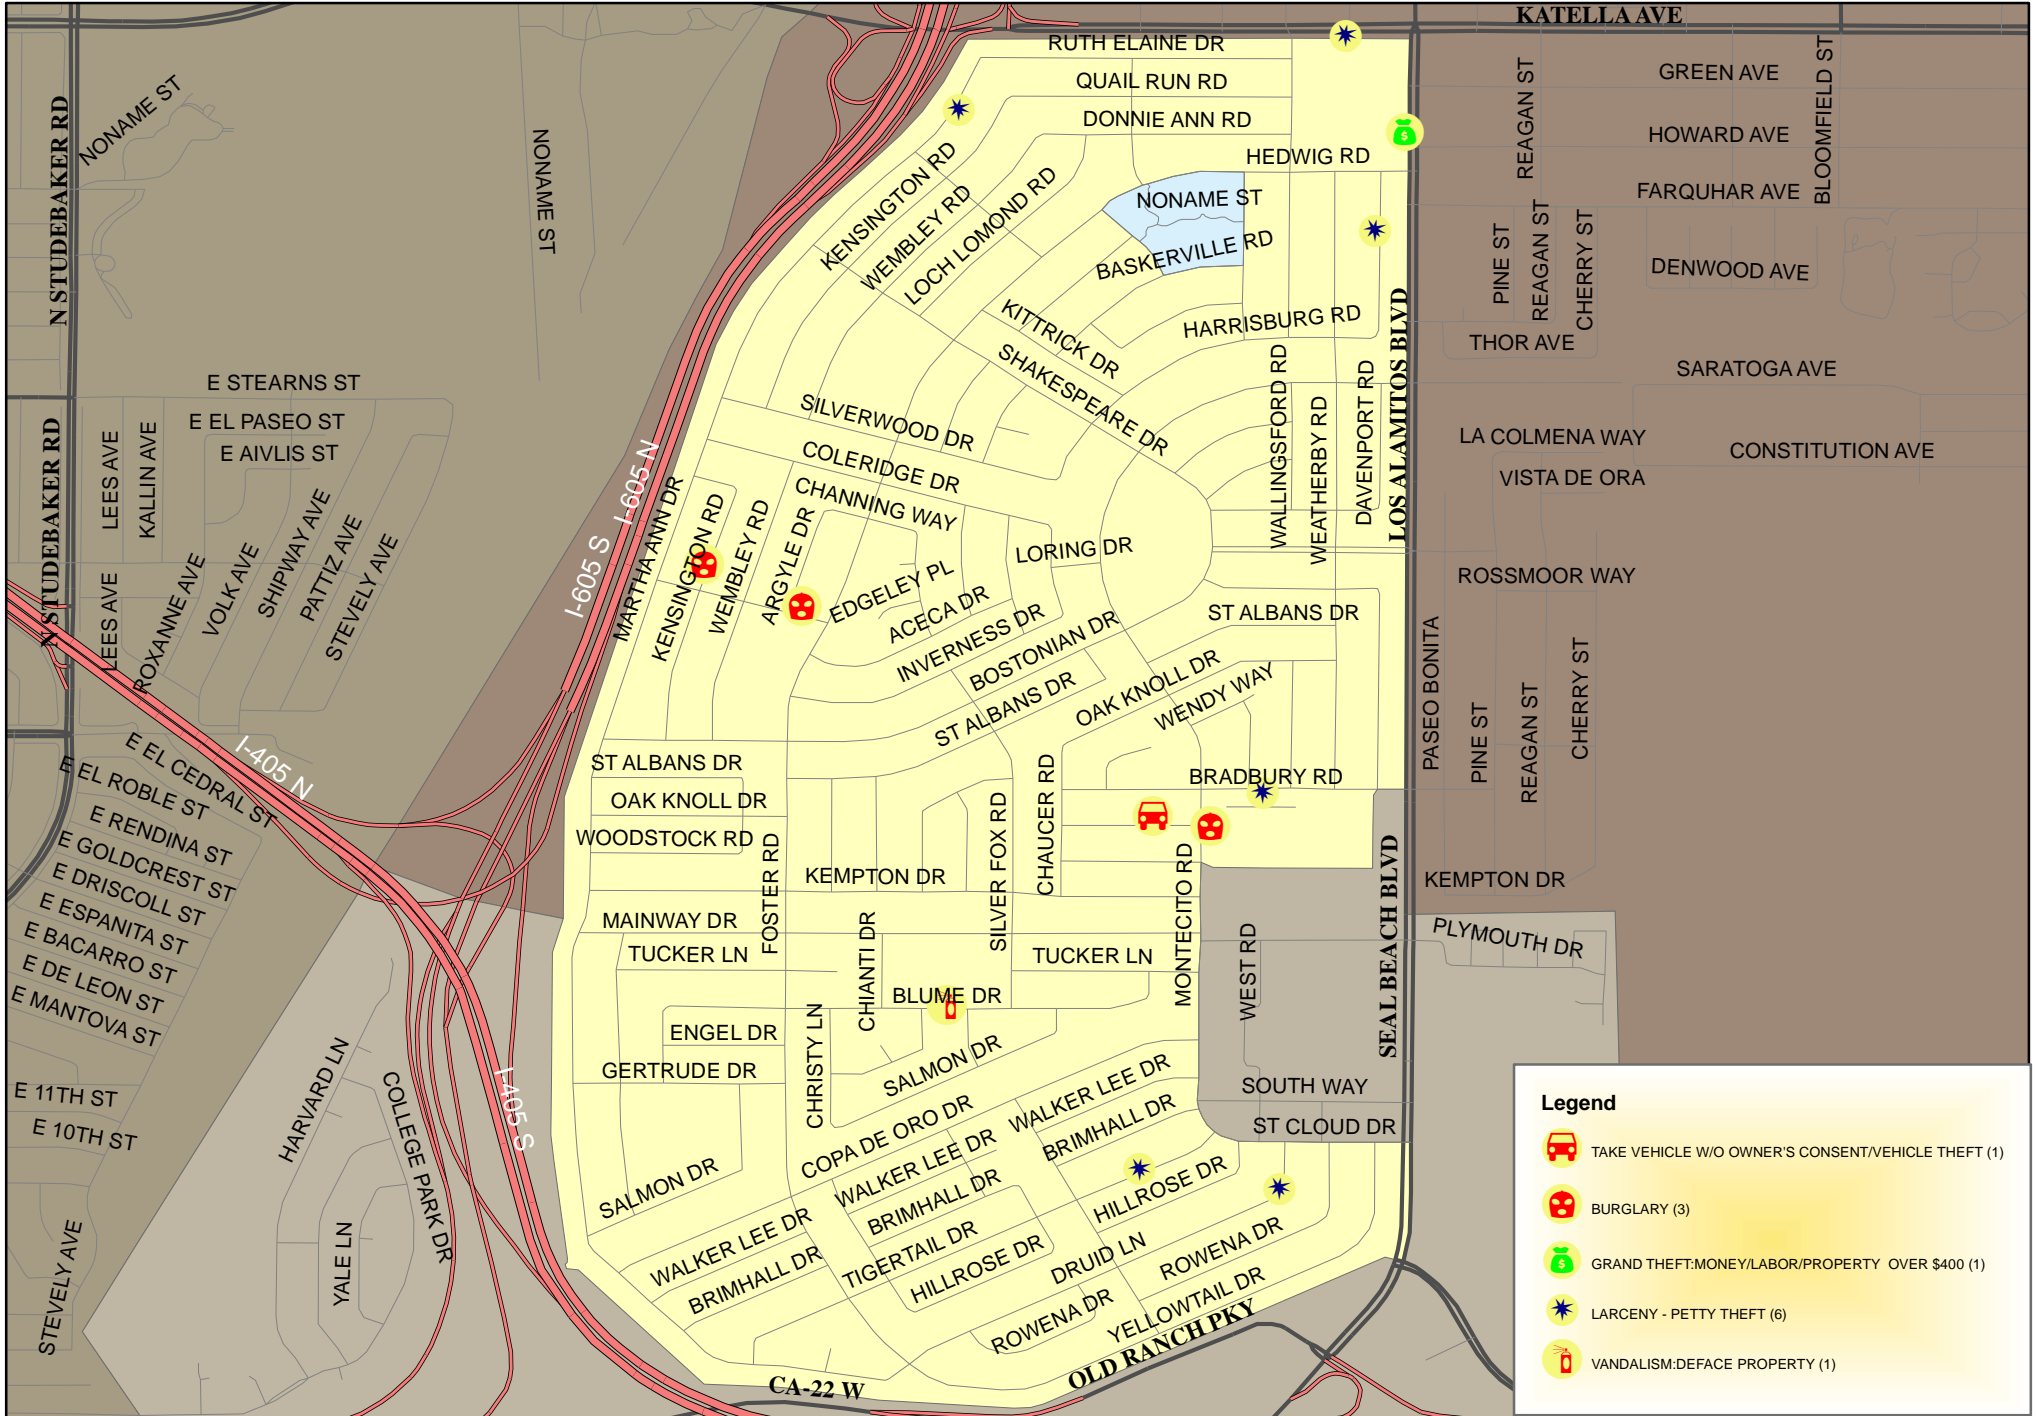 KATELLA AVE
RUTH ELAINE DR
QUAIL RUN RD
DONNIE ANN RD
HEDWIG RD
NONAME ST
BASKERVILLE RD
KENSINGTON RD
WEMBLEY RD
LOCH LOMOND RD
KITTRICK DR
SHAKESPEARE DR
HARRISBURG RD
WALLINGSFORD RD
WEATHERBY RD
DAVENPORT RD
LOS ALAMITOS BLVD
GREEN AVE
HOWARD AVE
FARQUHAR AVE
REAGAN ST
BLOOMFIELD ST
PINE ST
REAGAN ST
CHERRY ST
DENWOOD AVE
THOR AVE
SARATOGA AVE
LA COLMENA WAY
CONSTITUTION AVE
VISTA DE ORA
ROSSMOOR WAY
PASEO BONITA
PINE ST
REAGAN ST
CHERRY ST
KEMPTON DR
PLYMOUTH DR
N STUDEBAKER RD
NONAME ST
NONAME ST
N STUDEBAKER RD
N STUDEBAKER RD
E STEARNS ST
E EL PASEO ST
E AIVLIS ST
LEES AVE
KALLIN AVE
LEES AVE
ROXANNE AVE
VOLK AVE
SHIPWAY AVE
PATTIZ AVE
STEVELY AVE
I-605 N
I-605 S
I-405 N
I-405 S
E EL CEDRAL ST
E EL ROBLE ST
E RENDINA ST
E GOLDCREST ST
E DRISCOLL ST
E ESPANITA ST
E BACARRO ST
E DE LEON ST
E MANTOVA ST
E 11TH ST
E 10TH ST
STEVELY AVE
HARVARD LN
COLLEGE PARK DR
YALE LN
SILVERWOOD DR
COLERIDGE DR
CHANNING WAY
MARTHA ANN DR
KENSINGTON RD
WEMBLEY RD
ARGYLE DR
EDGELEY PL
ACECA DR
LORING DR
INVERNESS DR
BOSTONIAN DR
ST ALBANS DR
ST ALBANS DR
OAK KNOLL DR
WENDY WAY
BRADBURY RD
ST ALBANS DR
OAK KNOLL DR
WOODSTOCK RD
FOSTER RD
KEMPTON DR
SILVER FOX RD
CHAUCER RD
MONTECITO RD
MAINWAY DR
TUCKER LN
CHIANTI DR
TUCKER LN
BLUME DR
ENGEL DR
GERTRUDE DR
CHRISTY LN
SALMON DR
WEST RD
SEAL BEACH BLVD
SOUTH WAY
ST CLOUD DR
COPA DE ORO DR
WALKER LEE DR
BRIMHALL DR
WALKER LEE DR
BRIMHALL DR
SALMON DR
WALKER LEE DR
BRIMHALL DR
TIGERTAIL DR
HILLROSE DR
HILLROSE DR
DRUID LN
ROWENA DR
ROWENA DR
YELLOWTAIL DR
OLD RANCH PKY
CA-22 W
Legend
TAKE VEHICLE W/O OWNER'S CONSENT/VEHICLE THEFT (1)
BURGLARY (3)
GRAND THEFT:MONEY/LABOR/PROPERTY OVER $400 (1)
LARCENY - PETTY THEFT (6)
VANDALISM:DEFACE PROPERTY (1)